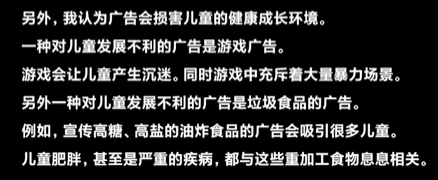 另外，我认为广告会损害儿童的健康成长环境。
一种对儿童发展不利的广告是游戏广告。
游戏会让儿童产生沉迷。同时游戏中充斥着大量暴力场景。
另外一种对儿童发展不利的广告是垃圾食品的广告。
例如，宣传高糖、高盐的油炸食品的广告会吸引很多儿童。
儿童肥胖，甚至是严重的疾病，都与这些重加工食物息息相关。